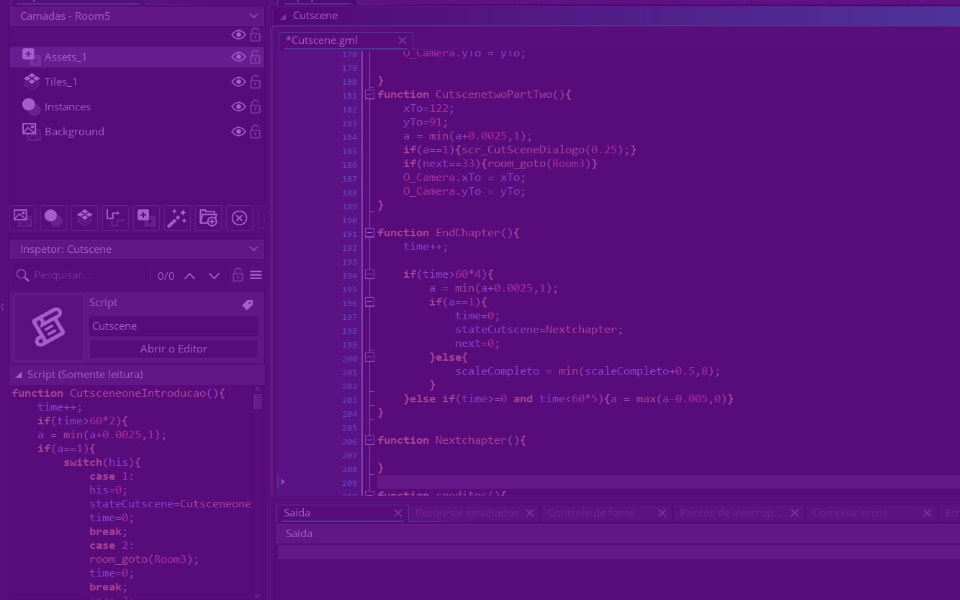 Camadas - Room5
Assets_1
Tiles_1
Instances
Background
Inspetor: Cutscene
Pesquisar...
0/0
Script
Cutscene
Abrir o Editor
Script (Somente leitura)
function CutsceneoneIntroducao(){
time++;
if(time>60*2){
a = min(a+0.0025,1);
if(a==1){
switch(his){
case 1:
his=0;
stateCutscene=Cutsceneone
time=0;
break;
case 2:
room_goto(Room3);
time=0;
break;
Cutscene
*Cutscene.gml
178 O_Camera.yTo = yTo;
179
180 }
181 function CutscenetwoPartTwo(){
182 xTo=122;
183 yTo=91;
184 a = min(a+0.0025,1);
185 if(a==1){scr_CutSceneDialogo(0.25);}
186 if(next==33){room_goto(Room3)}
187 O_Camera.xTo = xTo;
188 O_Camera.yTo = yTo;
189 }
190
191 function EndChapter(){
192 time++;
193
194 if(time>60*4){
195 a = min(a+0.0025,1);
196 if(a==1){
197 time=0;
198 stateCutscene=Nextchapter;
199 next=0;
200 }else{
201 scaleCompleto = min(scaleCompleto+0.5,8);
202 }
203 }else if(time>=0 and time<60*5){a = max(a-0.005,0)}
204 }
205
206 function Nextchapter(){
207
208 }
209
Saída
Pesquisar resultados
Controle de fonte
Pontos de interrup...
Compilar erros
Saída